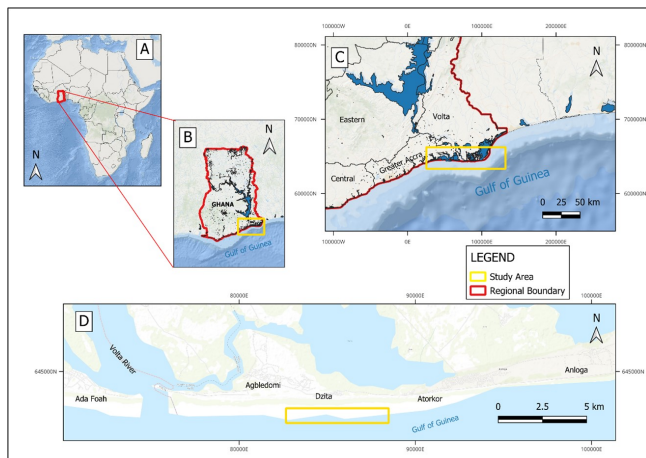 A
N
B
N
GHANA
Gulf of Guinea
100000W
0E
100000E
200000E
C
N
800000N
800000N
700000N
700000N
600000N
600000N
Eastern
Volta
Greater Accra
Central
Gulf of Guinea
0 25 50 km
100000W
0E
100000E
200000E
LEGEND
Study Area
Regional Boundary
80000E
90000E
100000E
D
N
645000N
645000N
Volta River
Ada Foah
Agbledomi
Dzita
Atorkor
Anloga
Gulf of Guinea
0 2.5 5 km
80000E
90000E
100000E